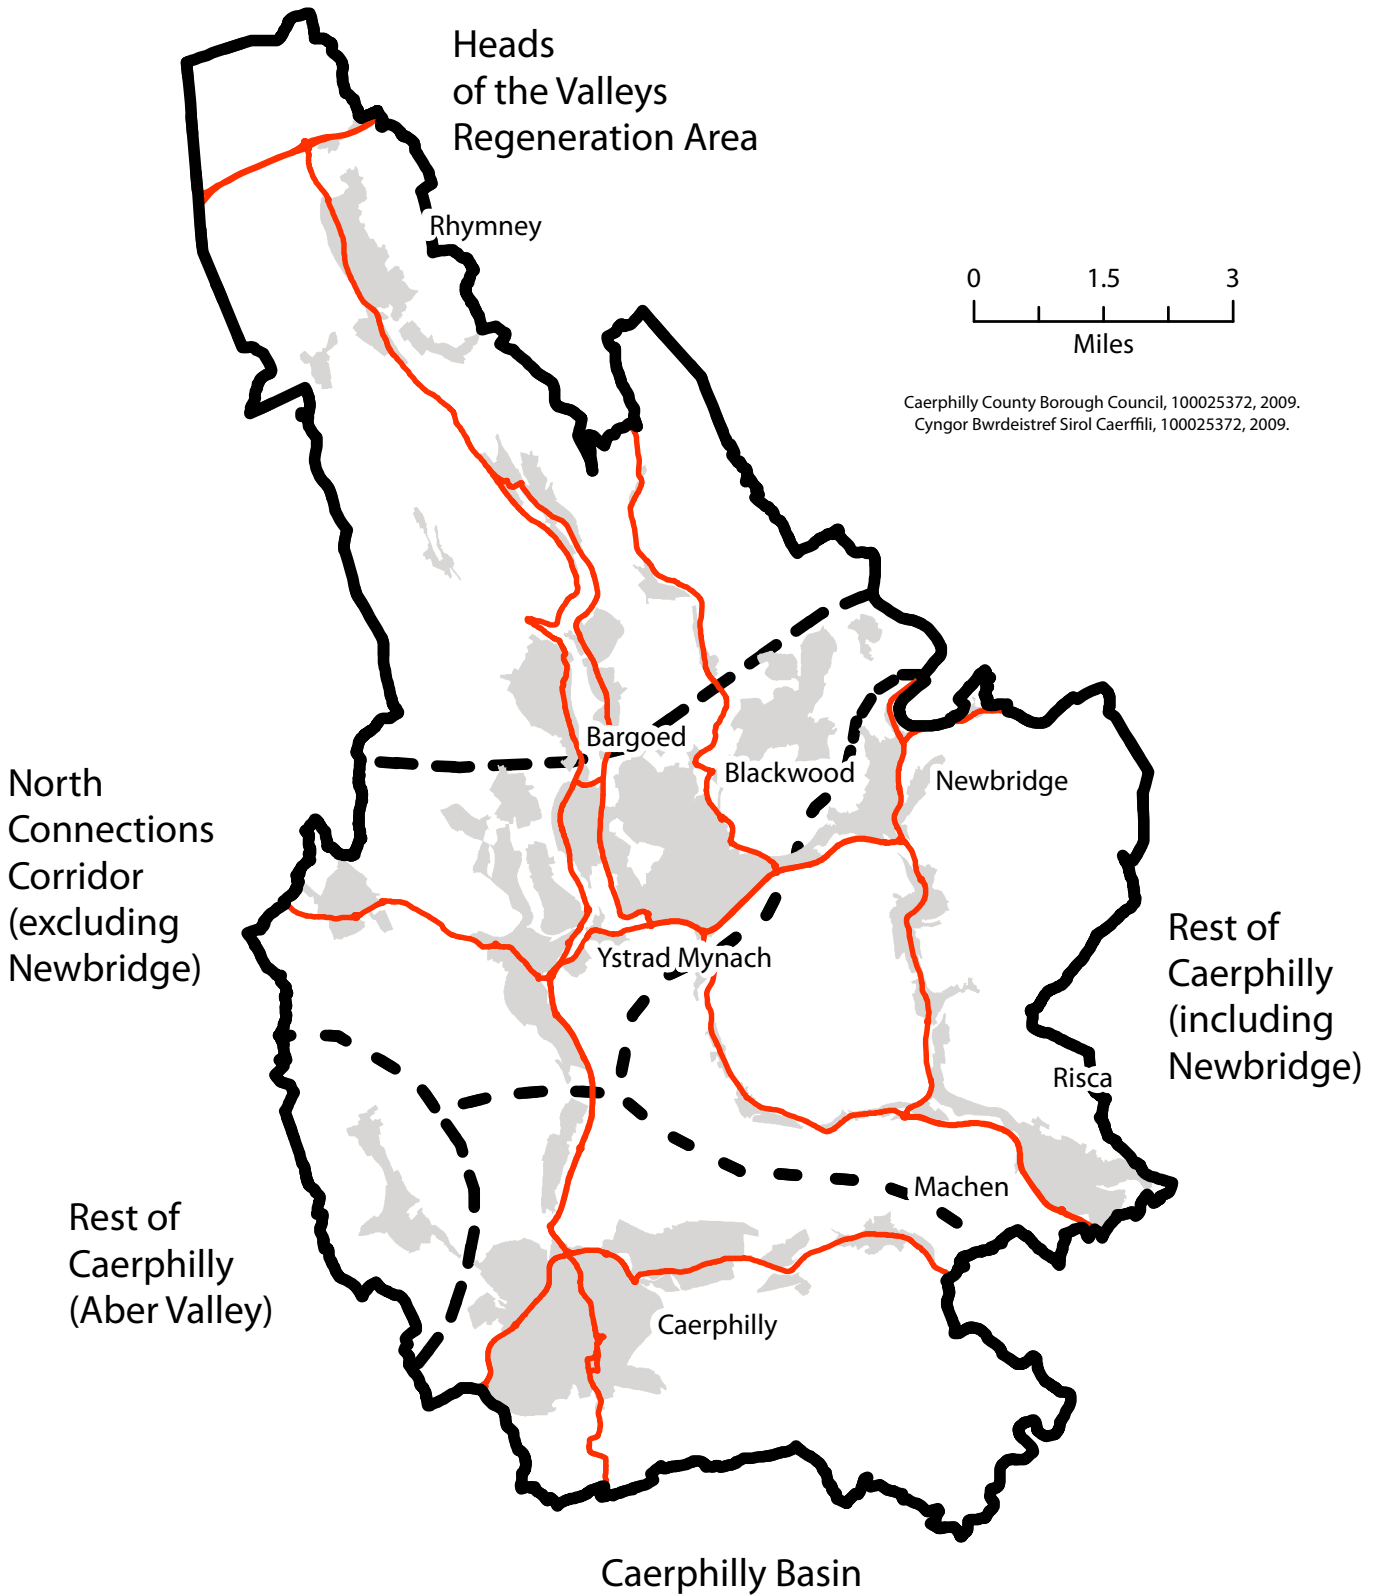 Heads
of the Valleys
Regeneration Area
Rhymney
0 1.5 3
Miles
Caerphilly County Borough Council, 100025372, 2009.
Cyngor Bwrdeistref Sirol Caerffili, 100025372, 2009.
Bargoed
Blackwood
Newbridge
North
Connections
Corridor
(excluding
Newbridge)
Ystrad Mynach
Rest of
Caerphilly
(including
Newbridge)
Risca
Machen
Rest of
Caerphilly
(Aber Valley)
Caerphilly
Caerphilly Basin